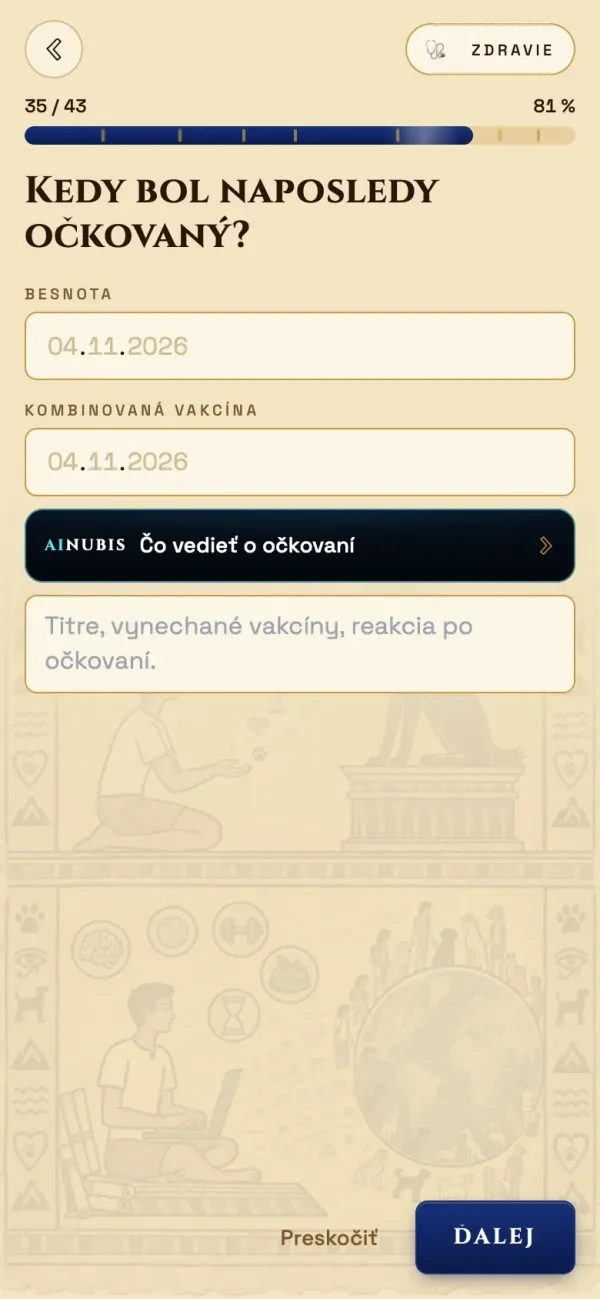 ZDRAVIE
35 / 43
81 %
Kedy bol naposledy
očkovaný?
BESNOTA
04.11.2026
KOMBINOVANÁ VAKCÍNA
04.11.2026
AINUBIS Čo vedieť o očkovaní
Titre, vynechané vakcíny, reakcia po
očkovaní.
Preskočiť
ĎALEJ